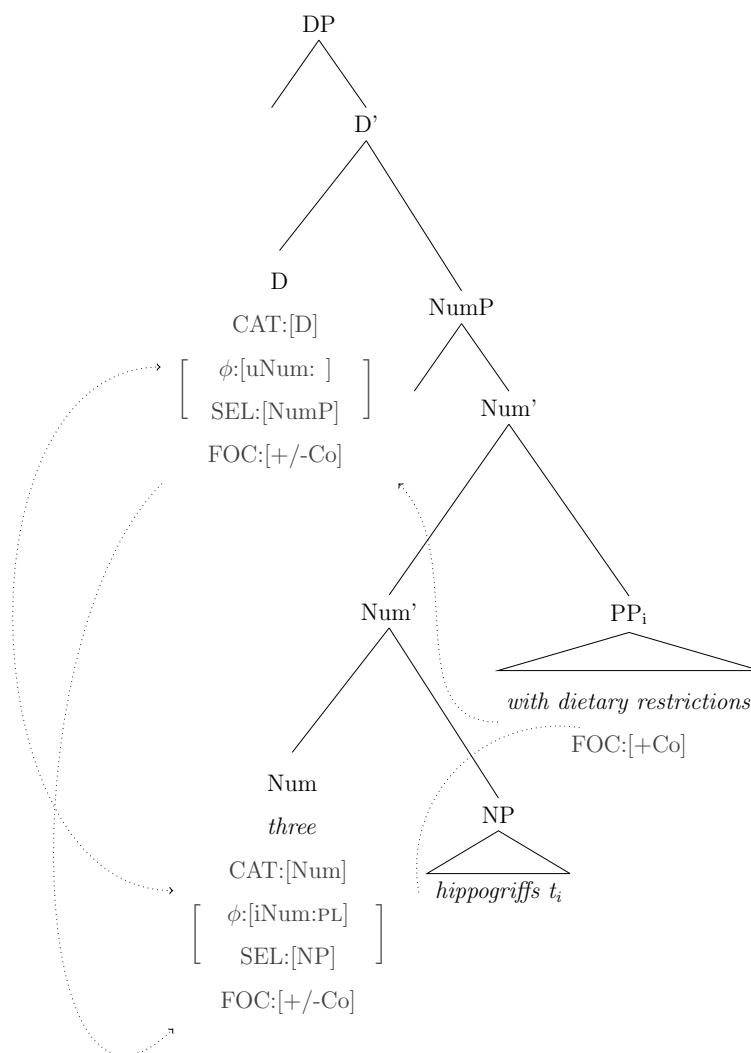 DP
D'
D
NumP
CAT:[D]
ϕ:[uNum: ]
SEL:[NumP]
FOC:[+/-Co]
Num'
Num'
PPi
with dietary restrictions
FOC:[+Co]
Num
three
NP
CAT:[Num]
hippogriffs ti
ϕ:[iNum:PL]
SEL:[NP]
FOC:[+/-Co]